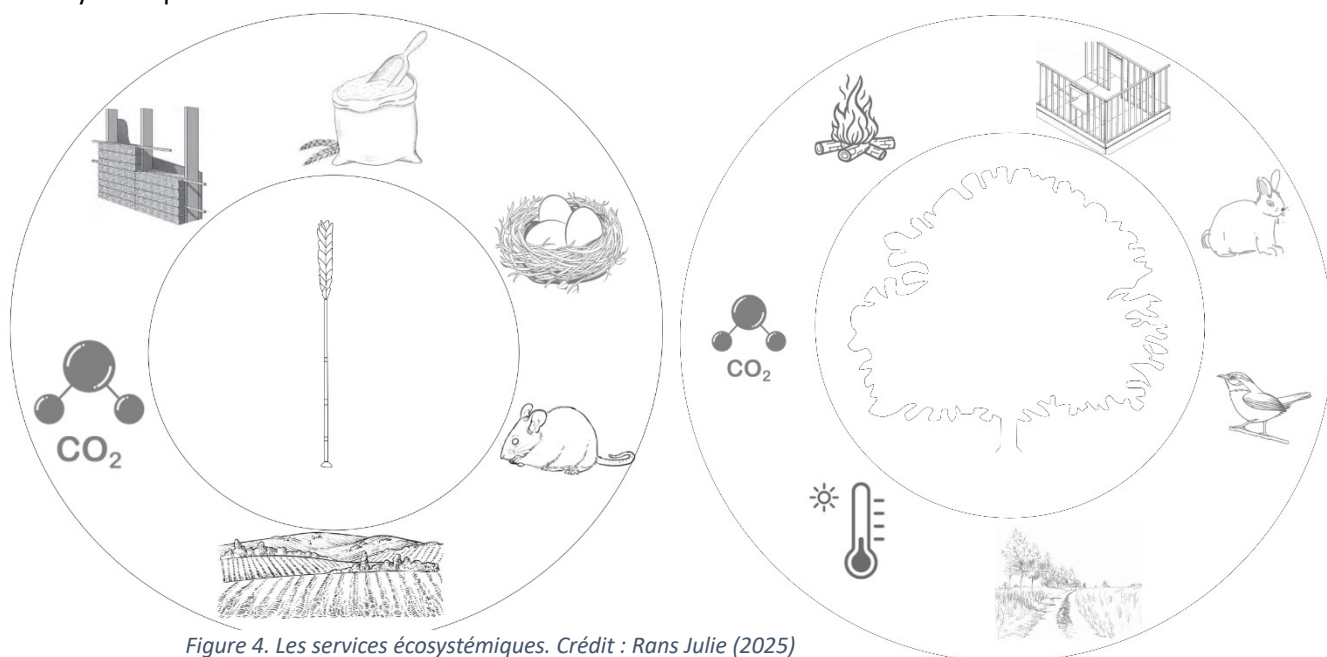 CO₂
CO₂
Figure 4. Les services écosystémiques. Crédit : Rans Julie (2025)